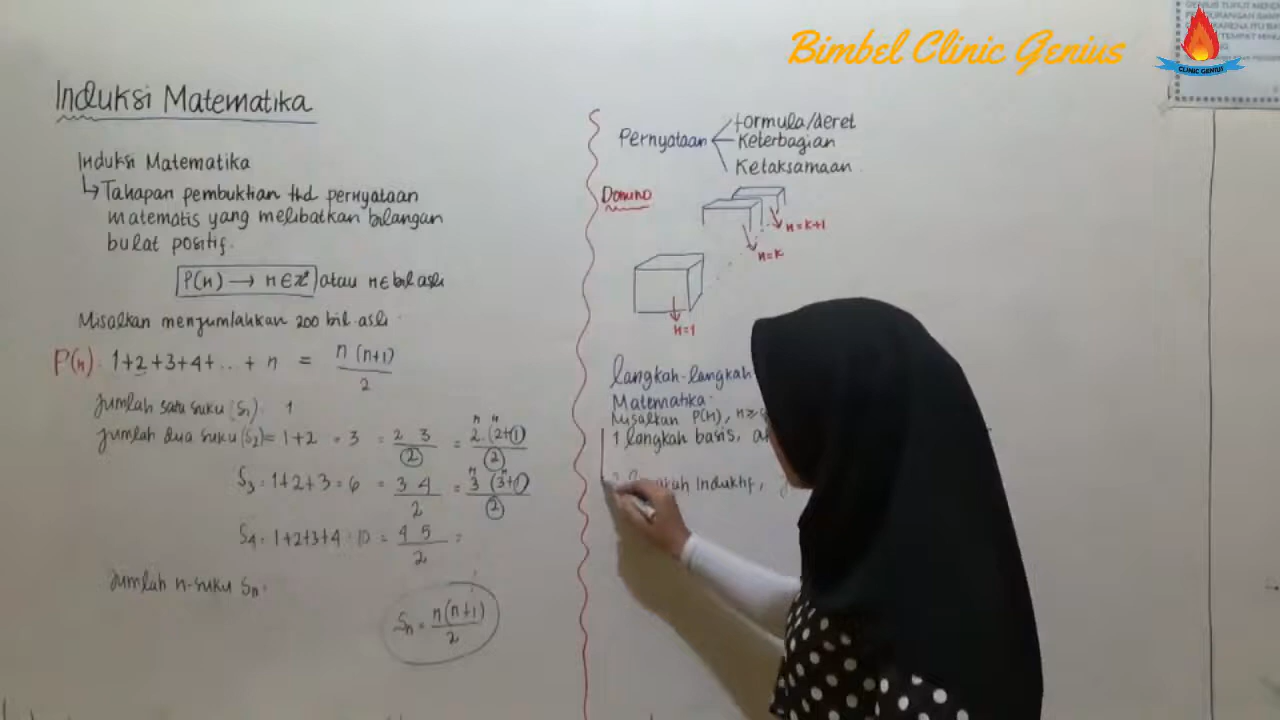 Bimbel Clinic Genius
CLINIC GENIUS
Induksi Matematika
Induksi Matematika
↳ Tahapan pembuktian thd pernyataan
matematis yang melibatkan bilangan
bulat positif.
P(n) → n∈ atau n∈ bil asli
Misalkan menjumlahkan 200 bil asli
P(n): 1+2+3+4+... + n = n(n+1)/2
Jumlah satu suku (S₁) : 1
Jumlah dua suku (S₂) = 1+2 = 3 = 2 3/2 = 2.(2+1)/2
S₃ = 1+2+3 = 6 = 3 4/2 = 3 (3+1)/2
S₄ = 1+2+3+4 = 10 = 4 5/2 =
Jumlah n-suku Sn =
Sn = n(n+1)/2
Pernyataan
formula/deret
Keterbagian
Ketaksamaan
Domino
n=k+1
n=k
n=1
langkah-langkah
Matematika
Misalkan P(n), n≥
1 langkah basis,
Induktif,